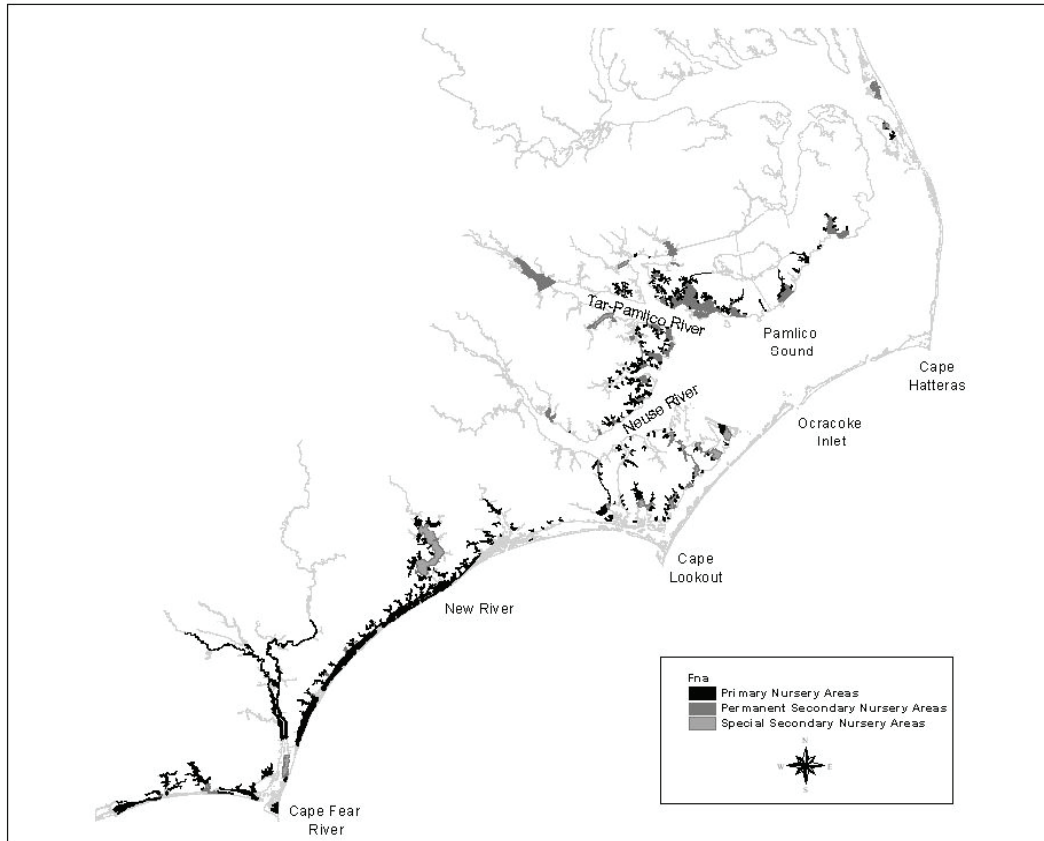 Tar-Pamlico River
Pamlico
Sound
Cape
Hatteras
Neuse River
Ocracoke
Inlet
Cape
Lookout
New River
Cape Fear
River
Fna
Primary Nursery Areas
Permanent Secondary Nursery Areas
Special Secondary Nursery Areas
N
W
E
S